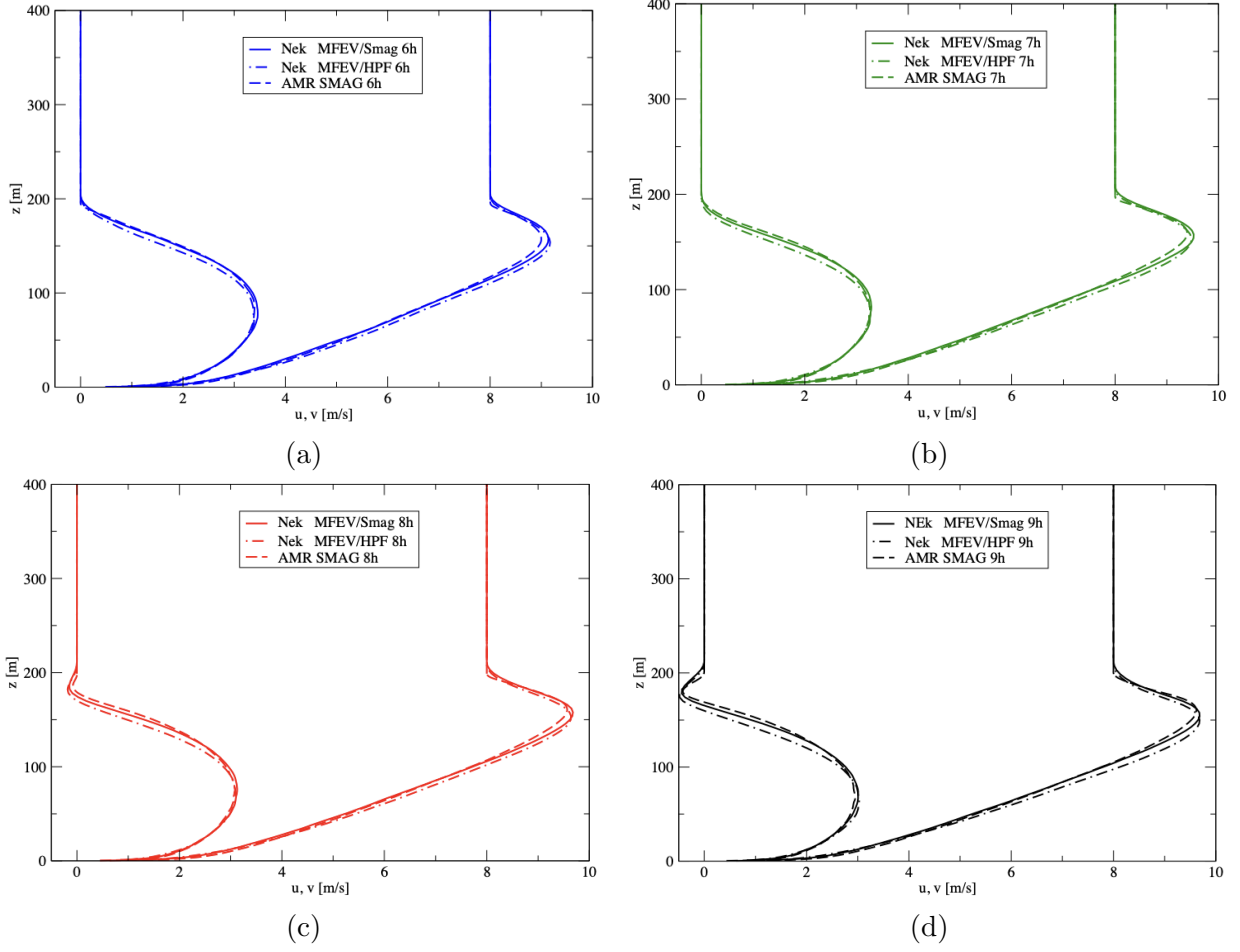 400
300
200
100
0
z [m]
Nek MFEV/Smag 6h
Nek MFEV/HPF 6h
AMR SMAG 6h
0 2 4 6 8 10
u, v [m/s]
(a)
400
300
200
100
0
z [m]
Nek MFEV/Smag 7h
Nek MFEV/HPF 7h
AMR SMAG 7h
0 2 4 6 8 10
u, v [m/s]
(b)
400
300
200
100
0
z [m]
Nek MFEV/Smag 8h
Nek MFEV/HPF 8h
AMR SMAG 8h
0 2 4 6 8 10
u, v [m/s]
(c)
400
300
200
100
0
z [m]
NEk MFEV/Smag 9h
Nek MFEV/HPF 9h
AMR SMAG 9h
0 2 4 6 8 10
u, v [m/s]
(d)